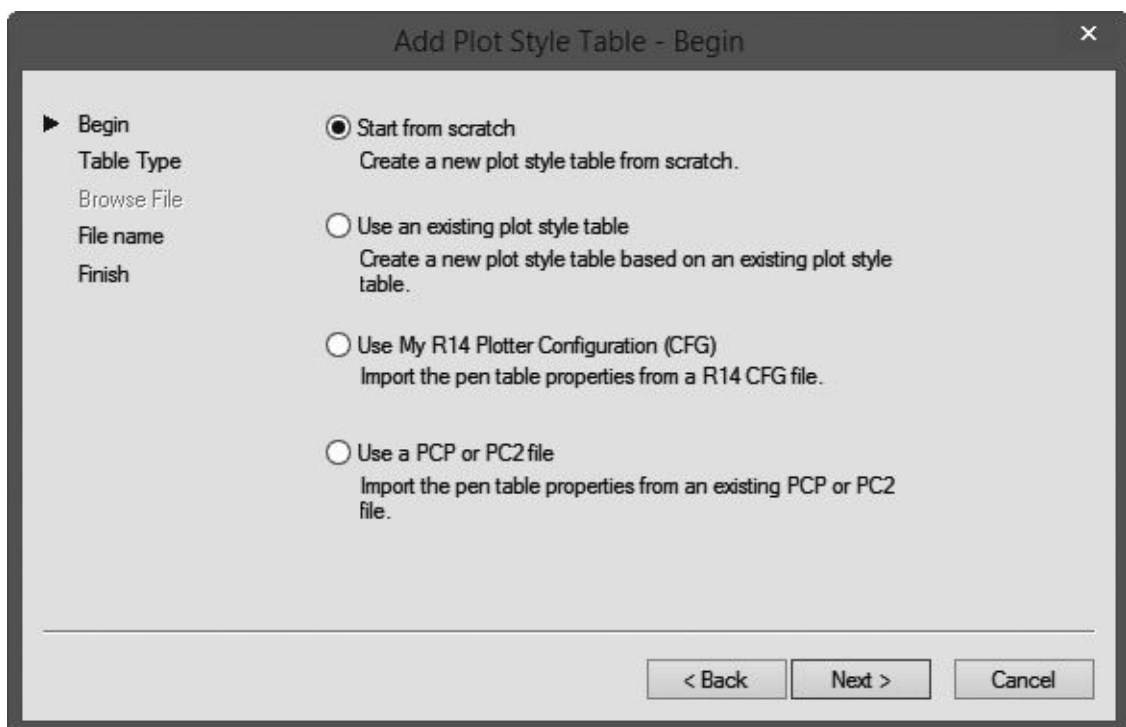 Add Plot Style Table - Begin
Begin
Table Type
Browse File
File name
Finish
Start from scratch
Create a new plot style table from scratch.
Use an existing plot style table
Create a new plot style table based on an existing plot style
table.
Use My R14 Plotter Configuration (CFG)
Import the pen table properties from a R14 CFG file.
Use a PCP or PC2 file
Import the pen table properties from an existing PCP or PC2
file.
< Back
Next >
Cancel